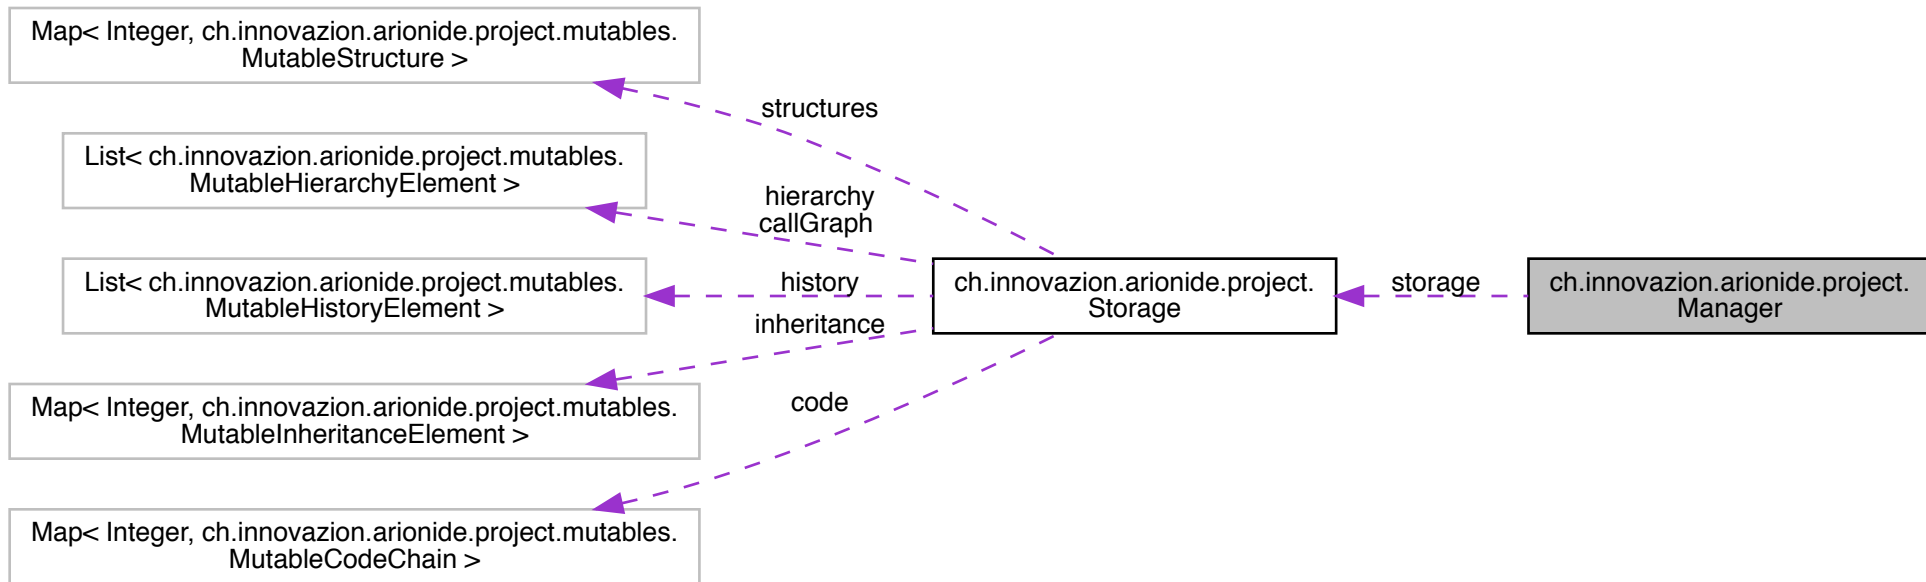 Map< Integer, ch.innovazion.arionide.project.mutables.
MutableStructure >
structures
List< ch.innovazion.arionide.project.mutables.
MutableHierarchyElement >
hierarchy
callGraph
List< ch.innovazion.arionide.project.mutables.
MutableHistoryElement >
history
ch.innovazion.arionide.project.
Storage
storage
ch.innovazion.arionide.project.
Manager
inheritance
Map< Integer, ch.innovazion.arionide.project.mutables.
MutableInheritanceElement >
code
Map< Integer, ch.innovazion.arionide.project.mutables.
MutableCodeChain >